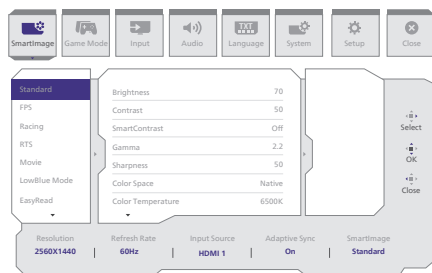 SmartImage
Game Mode
Input
Audio
TXT
Language
System
Setup
Close
Standard
FPS
Racing
RTS
Movie
LowBlue Mode
EasyRead
Brightness 70
Contrast 50
SmartContrast Off
Gamma 2.2
Sharpness 50
Color Space Native
Color Temperature 6500K
Select
OK
Close
Resolution Refresh Rate Input Source Adaptive Sync SmartImage
2560X1440 60Hz HDMI 1 On Standard